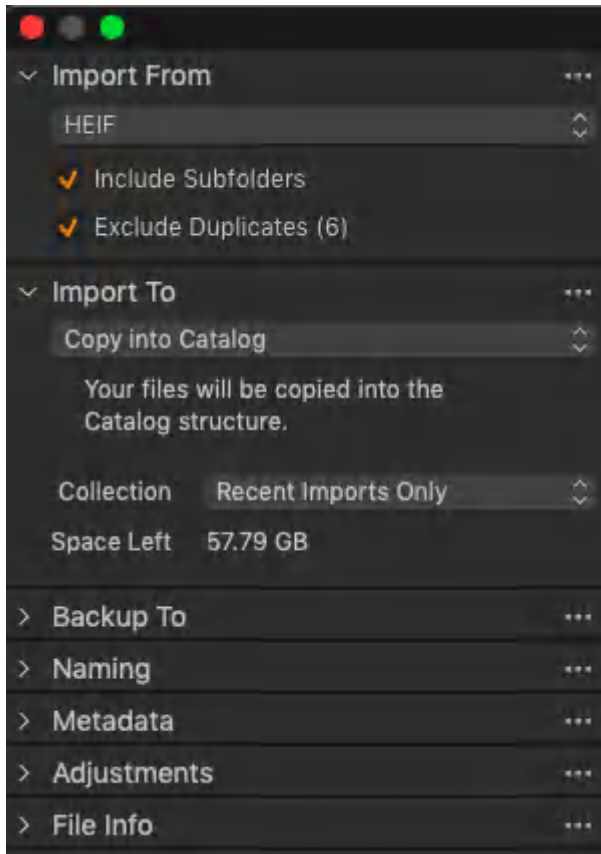 Import From
HEIF
Include Subfolders
Exclude Duplicates (6)
Import To
Copy into Catalog
Your files will be copied into the
Catalog structure.
Collection Recent Imports Only
Space Left 57.79 GB
Backup To
Naming
Metadata
Adjustments
File Info